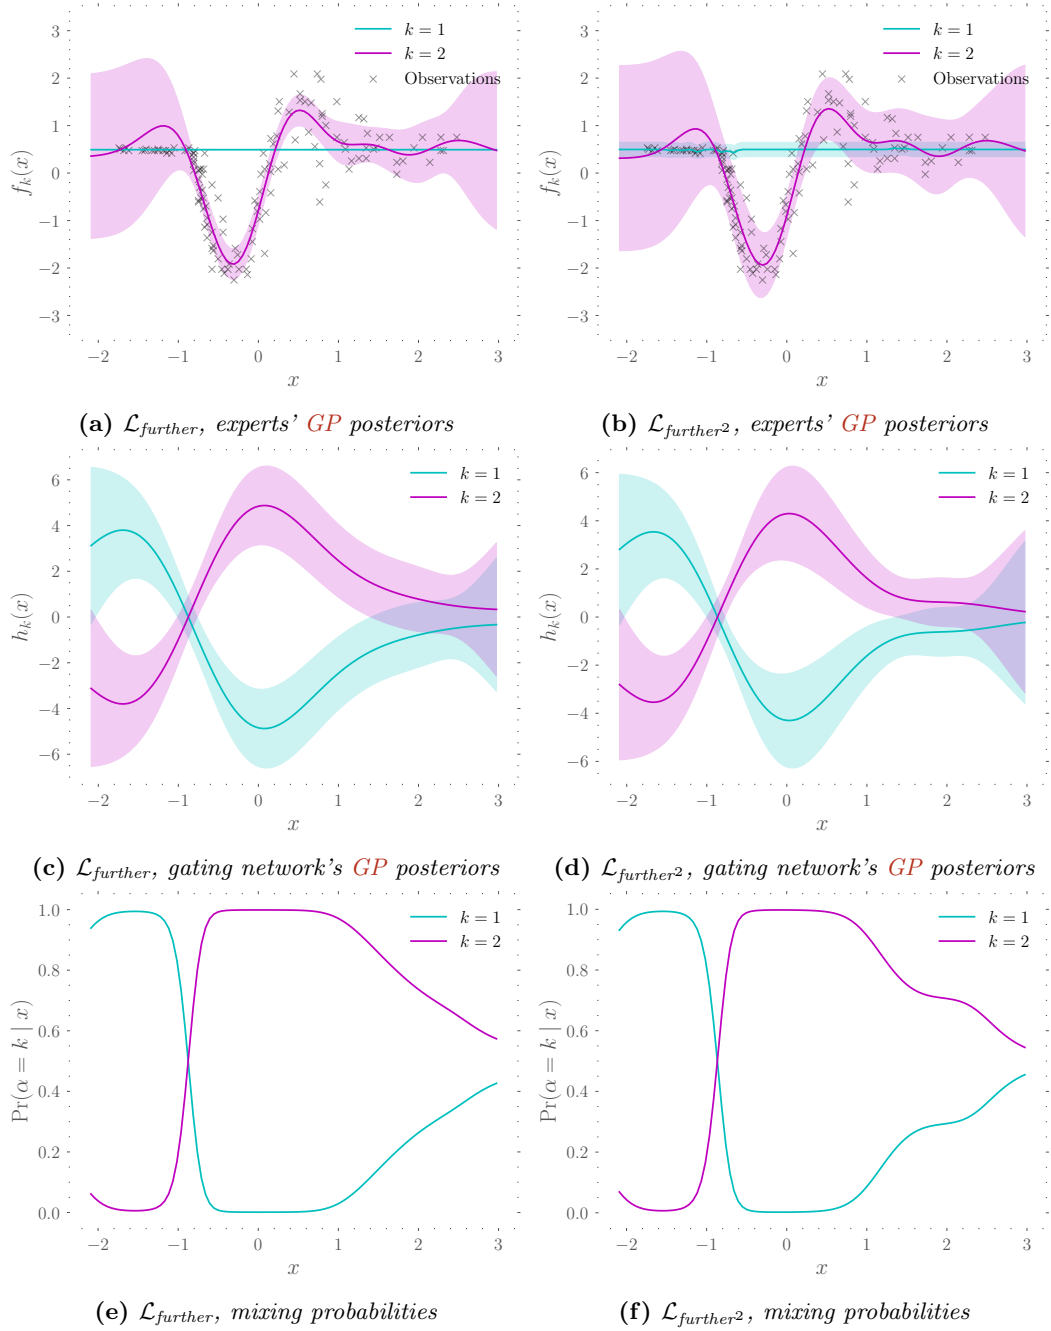 3
2
1
0
−1
−2
−3
f_k(x)
k = 1
k = 2
Observations
−2 −1 0 1 2 3
x
3
2
1
0
−1
−2
−3
f_k(x)
k = 1
k = 2
Observations
−2 −1 0 1 2 3
x
(a) ℒ_further, experts’ GP posteriors
(b) ℒ_further², experts’ GP posteriors
6
4
2
0
−2
−4
−6
h_k(x)
k = 1
k = 2
−2 −1 0 1 2 3
x
6
4
2
0
−2
−4
−6
h_k(x)
k = 1
k = 2
−2 −1 0 1 2 3
x
(c) ℒ_further, gating network’s GP posteriors
(d) ℒ_further², gating network’s GP posteriors
1.0
0.8
0.6
0.4
0.2
0.0
Pr(α = k | x)
k = 1
k = 2
−2 −1 0 1 2 3
x
1.0
0.8
0.6
0.4
0.2
0.0
Pr(α = k | x)
k = 1
k = 2
−2 −1 0 1 2 3
x
(e) ℒ_further, mixing probabilities
(f) ℒ_further², mixing probabilities